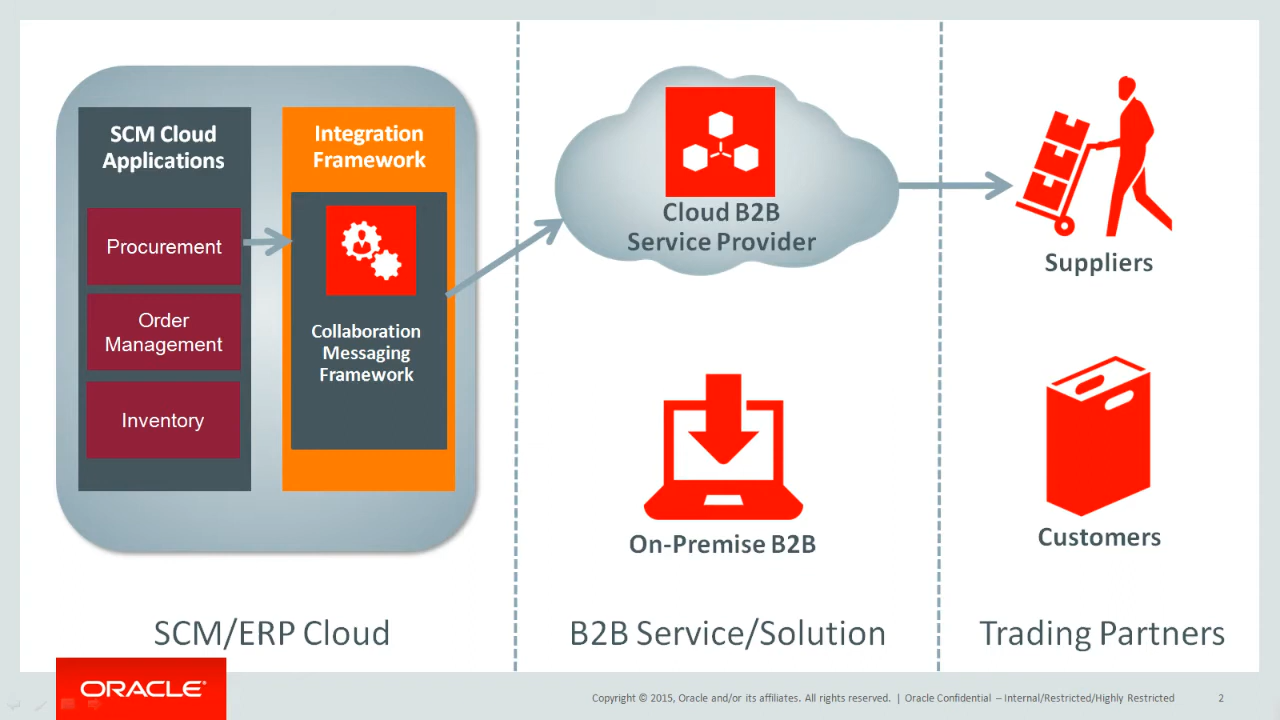 SCM Cloud
Applications
Procurement
Order
Management
Inventory
Integration
Framework
Collaboration
Messaging
Framework
SCM/ERP Cloud
Cloud B2B
Service Provider
On-Premise B2B
B2B Service/Solution
Suppliers
Customers
Trading Partners
ORACLE®
Copyright © 2015, Oracle and/or its affiliates. All rights reserved. | Oracle Confidential – Internal/Restricted/Highly Restricted
2